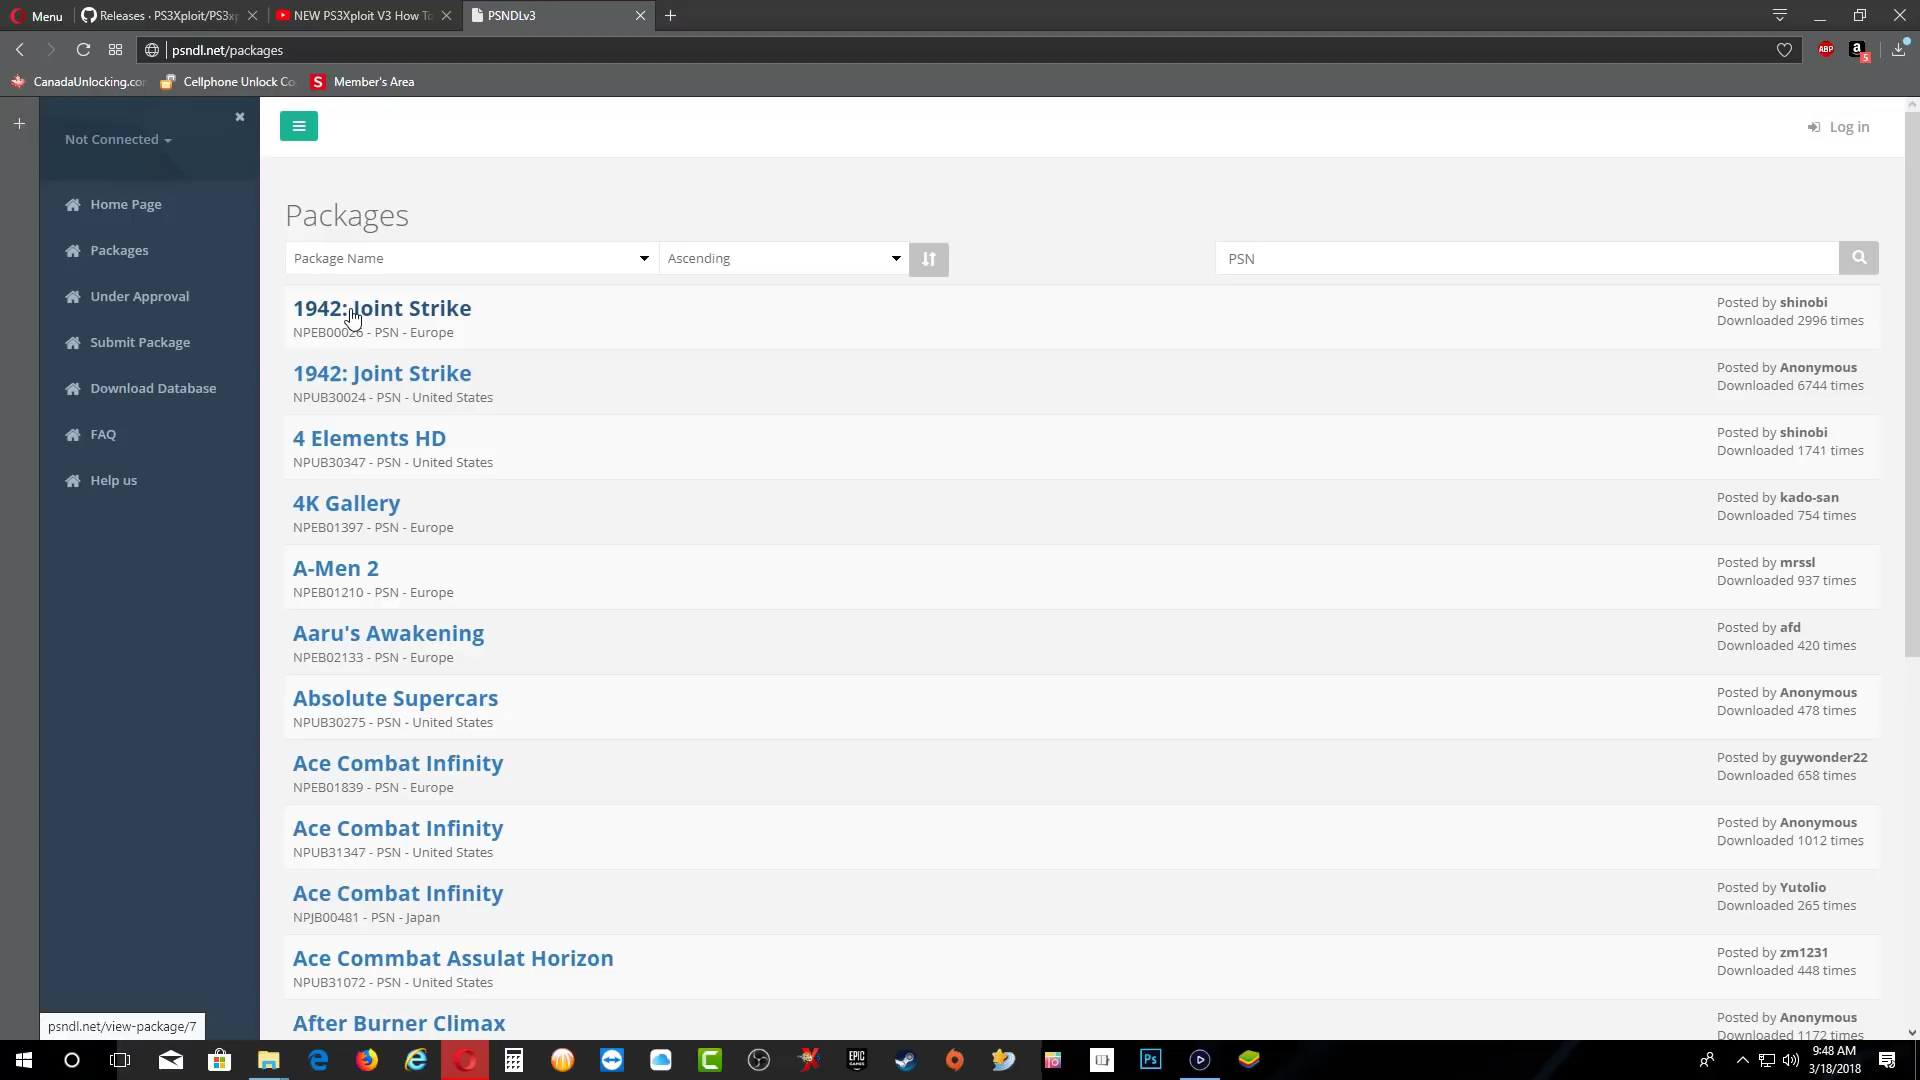 Menu
Releases · PS3Xploit/PS3xp
NEW PS3Xploit V3 How To
PSNDLv3
psndl.net/packages
ABP
a
5
CanadaUnlocking.co
Cellphone Unlock Co
S
Member's Area
Not Connected
Log in
Home Page
Packages
Under Approval
Submit Package
Download Database
FAQ
Help us
Packages
Package Name
Ascending
PSN
1942: Joint Strike
NPEB00026 - PSN - Europe
Posted by shinobi
Downloaded 2996 times
1942: Joint Strike
NPUB30024 - PSN - United States
Posted by Anonymous
Downloaded 6744 times
4 Elements HD
NPUB30347 - PSN - United States
Posted by shinobi
Downloaded 1741 times
4K Gallery
NPEB01397 - PSN - Europe
Posted by kado-san
Downloaded 754 times
A-Men 2
NPEB01210 - PSN - Europe
Posted by mrssl
Downloaded 937 times
Aaru's Awakening
NPEB02133 - PSN - Europe
Posted by afd
Downloaded 420 times
Absolute Supercars
NPUB30275 - PSN - United States
Posted by Anonymous
Downloaded 478 times
Ace Combat Infinity
NPEB01839 - PSN - Europe
Posted by guywonder22
Downloaded 658 times
Ace Combat Infinity
NPUB31347 - PSN - United States
Posted by Anonymous
Downloaded 1012 times
Ace Combat Infinity
NPJB00481 - PSN - Japan
Posted by Yutolio
Downloaded 265 times
Ace Commbat Assulat Horizon
NPUB31072 - PSN - United States
Posted by zm1231
Downloaded 448 times
After Burner Climax
Posted by Anonymous
Downloaded 1172 times
psndl.net/view-package/7
EPIC
GAMES
Ps
9:48 AM
3/18/2018